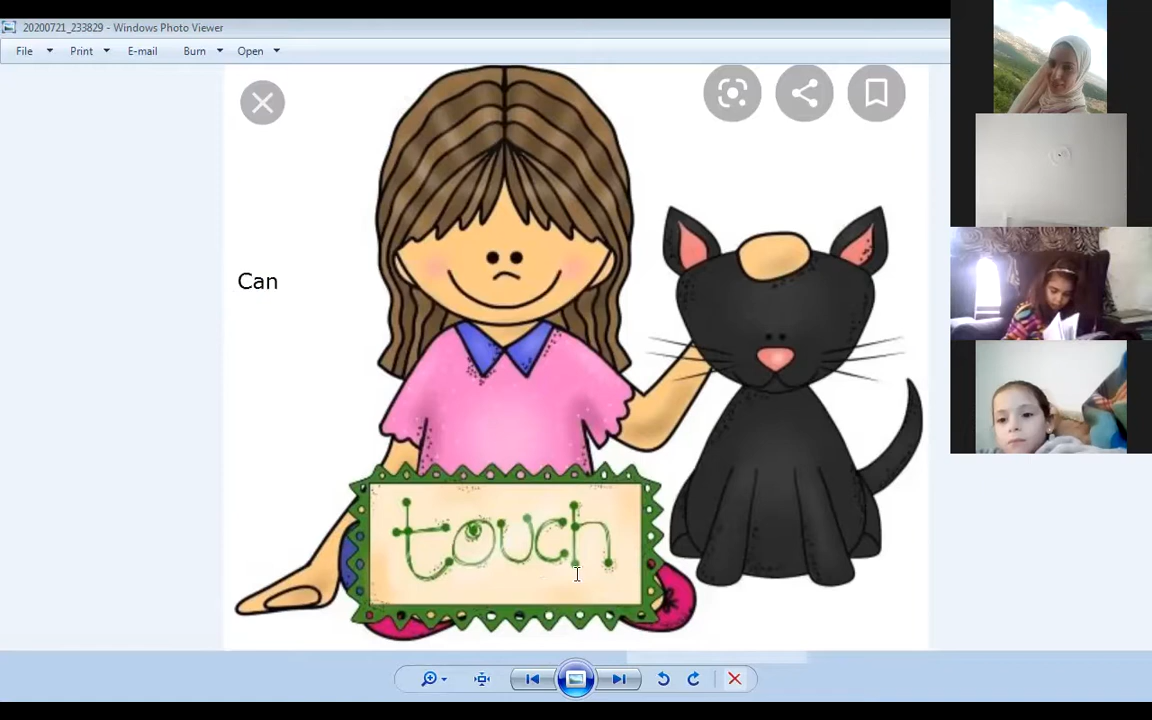 20200721_233829 - Windows Photo Viewer
File Print E-mail Burn Open
Can
touch